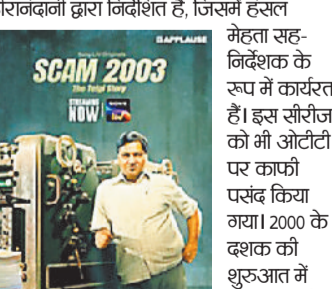 हीरानंदानी द्वारा निर्देशित है, जिसमें हंसल
मेहता सह-
निर्देशक के
रूप में कार्यरत
हैं। इस सीरीज
को भी ओटीटी
पर काफी
पसंद किया
गया। 2000 के
दशक की
शुरुआत में
APPLAUSE
SCAM 2003
The Telgi Story
STREAMING
NOW